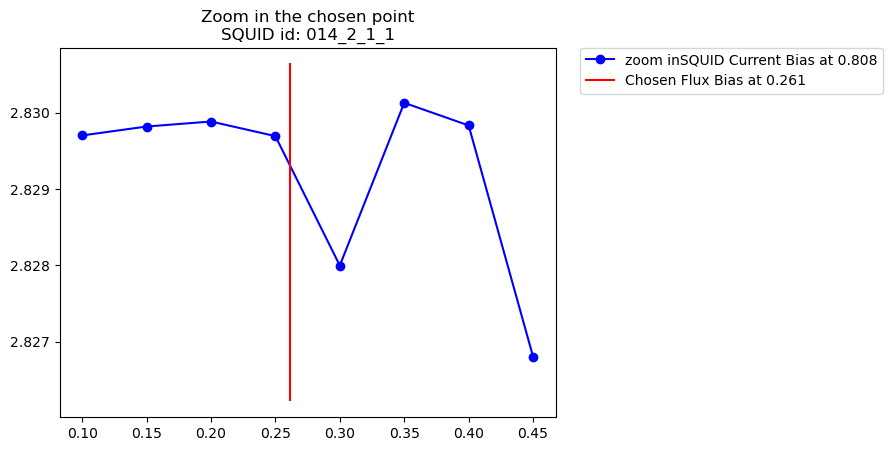 Zoom in the chosen point
SQUID id: 014_2_1_1
zoom inSQUID Current Bias at 0.808
Chosen Flux Bias at 0.261
2.830
2.829
2.828
2.827
0.10 0.15 0.20 0.25 0.30 0.35 0.40 0.45